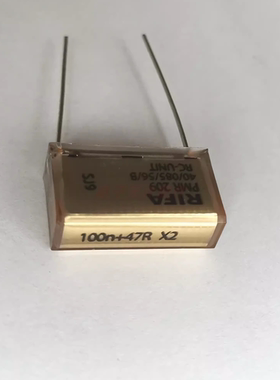 RIFA
PMR 209
40/085/56/B
RC-UNIT
100n+47R X2